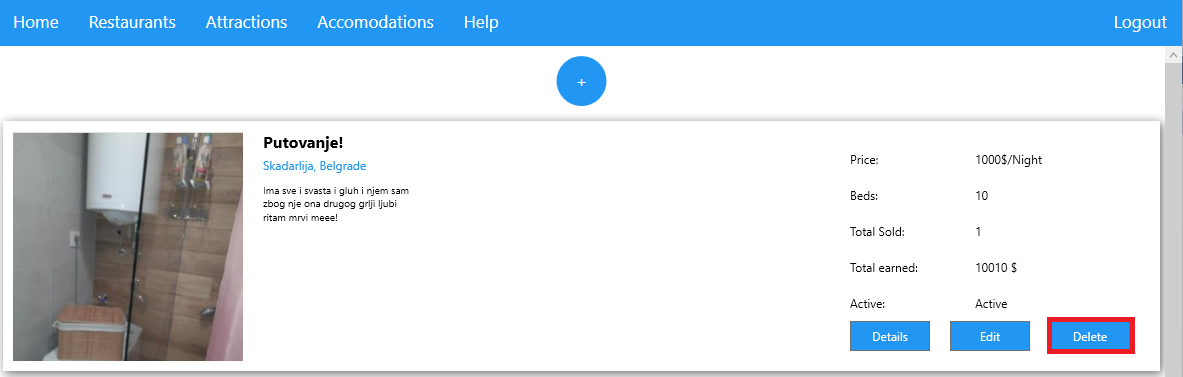 Home Restaurants Attractions Accomodations Help Logout
+
Putovanje!
Skadarlija, Belgrade
Ima sve i svasta i gluh i njem sam
zbog nje ona drugog grlji ljubi
ritam mrvi meee!
Price: 1000$/Night
Beds: 10
Total Sold: 1
Total earned: 10010 $
Active: Active
Details Edit Delete